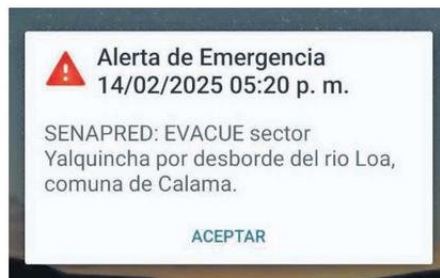 Alerta de Emergencia
14/02/2025 05:20 p. m.
SENAPRED: EVACUE sector
Yalquincha por desborde del rio Loa,
comuna de Calama.
ACEPTAR